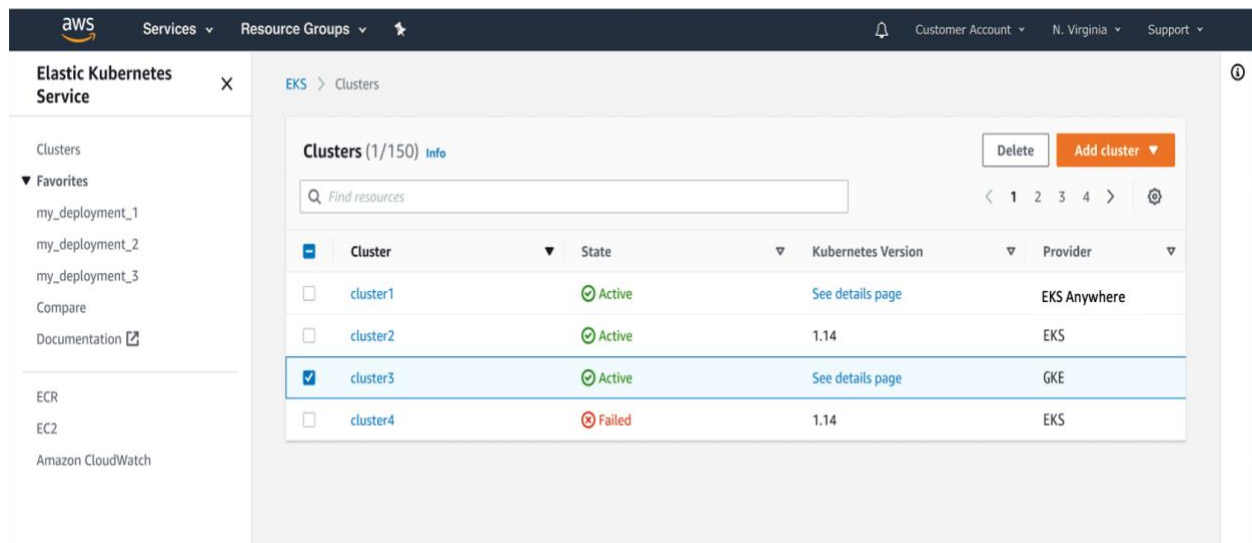 aws Services Resource Groups Customer Account N. Virginia Support
Elastic Kubernetes
Service
EKS > Clusters
Clusters
Favorites
my_deployment_1
my_deployment_2
my_deployment_3
Compare
Documentation
ECR
EC2
Amazon CloudWatch
Clusters (1/150) Info Delete Add cluster
Find resources < 1 2 3 4 >
Cluster State Kubernetes Version Provider
cluster1 Active See details page EKS Anywhere
cluster2 Active 1.14 EKS
cluster3 Active See details page GKE
cluster4 Failed 1.14 EKS